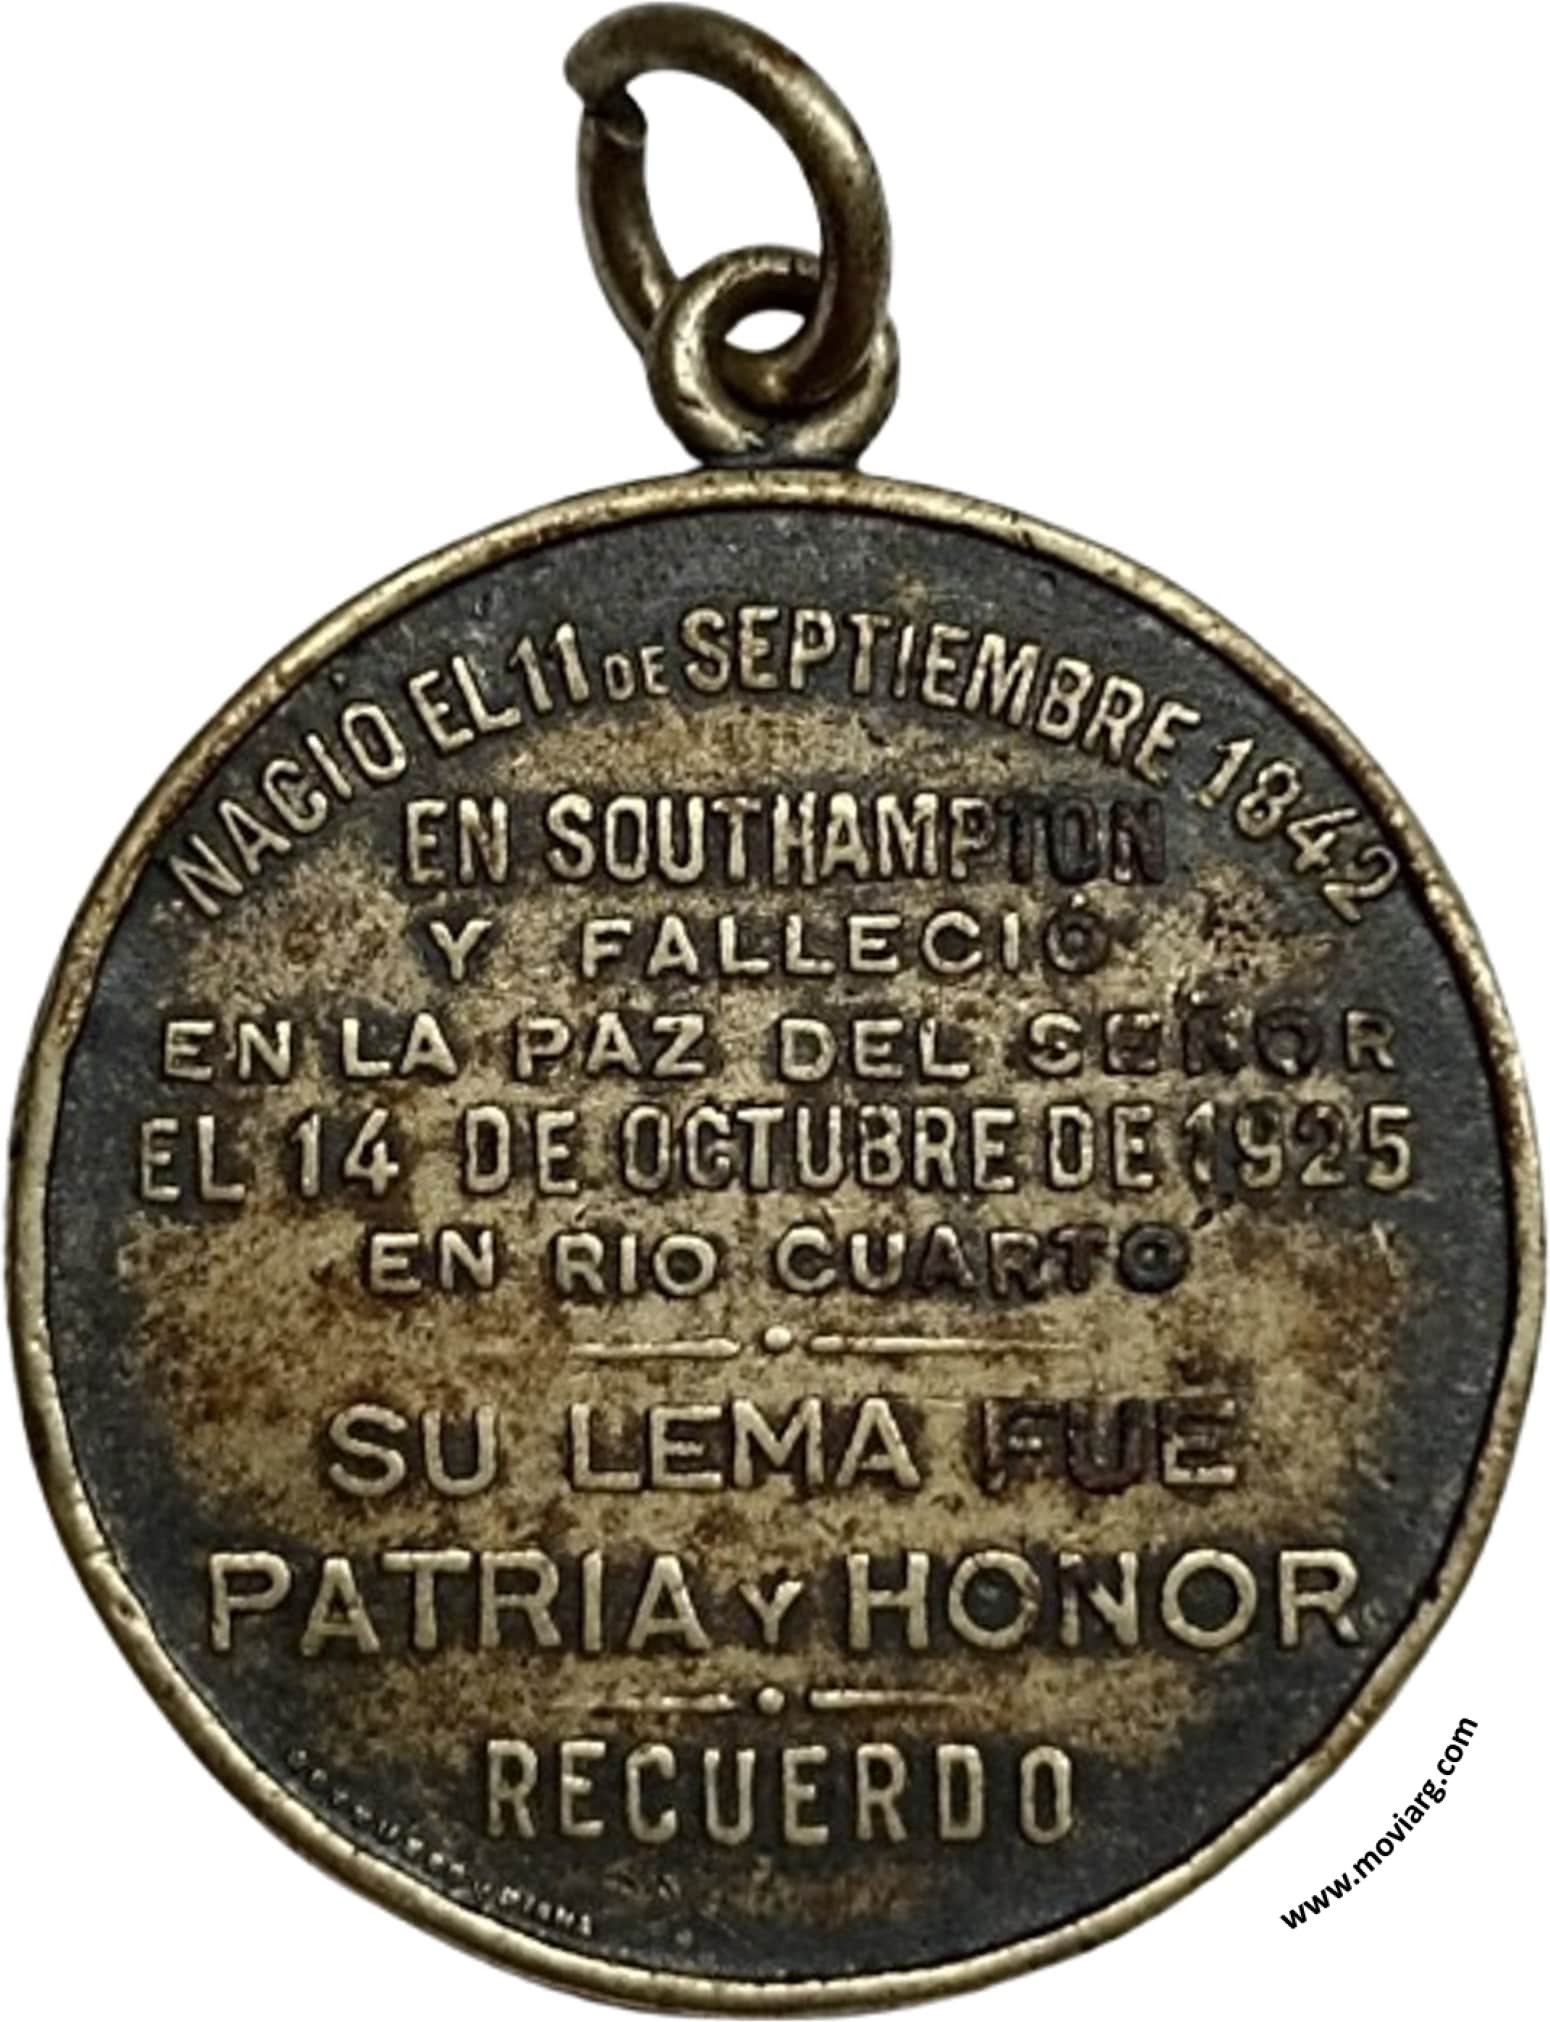 NACIO EL 11 DE SEPTIEMBRE 1842
EN SOUTHAMPTON
Y FALLECIÓ
EN LA PAZ DEL SEÑOR
EL 14 DE OCTUBRE DE 1925
EN RIO CUARTO
SU LEMA FUÉ
PATRIA Y HONOR
RECUERDO
www.moviarg.com